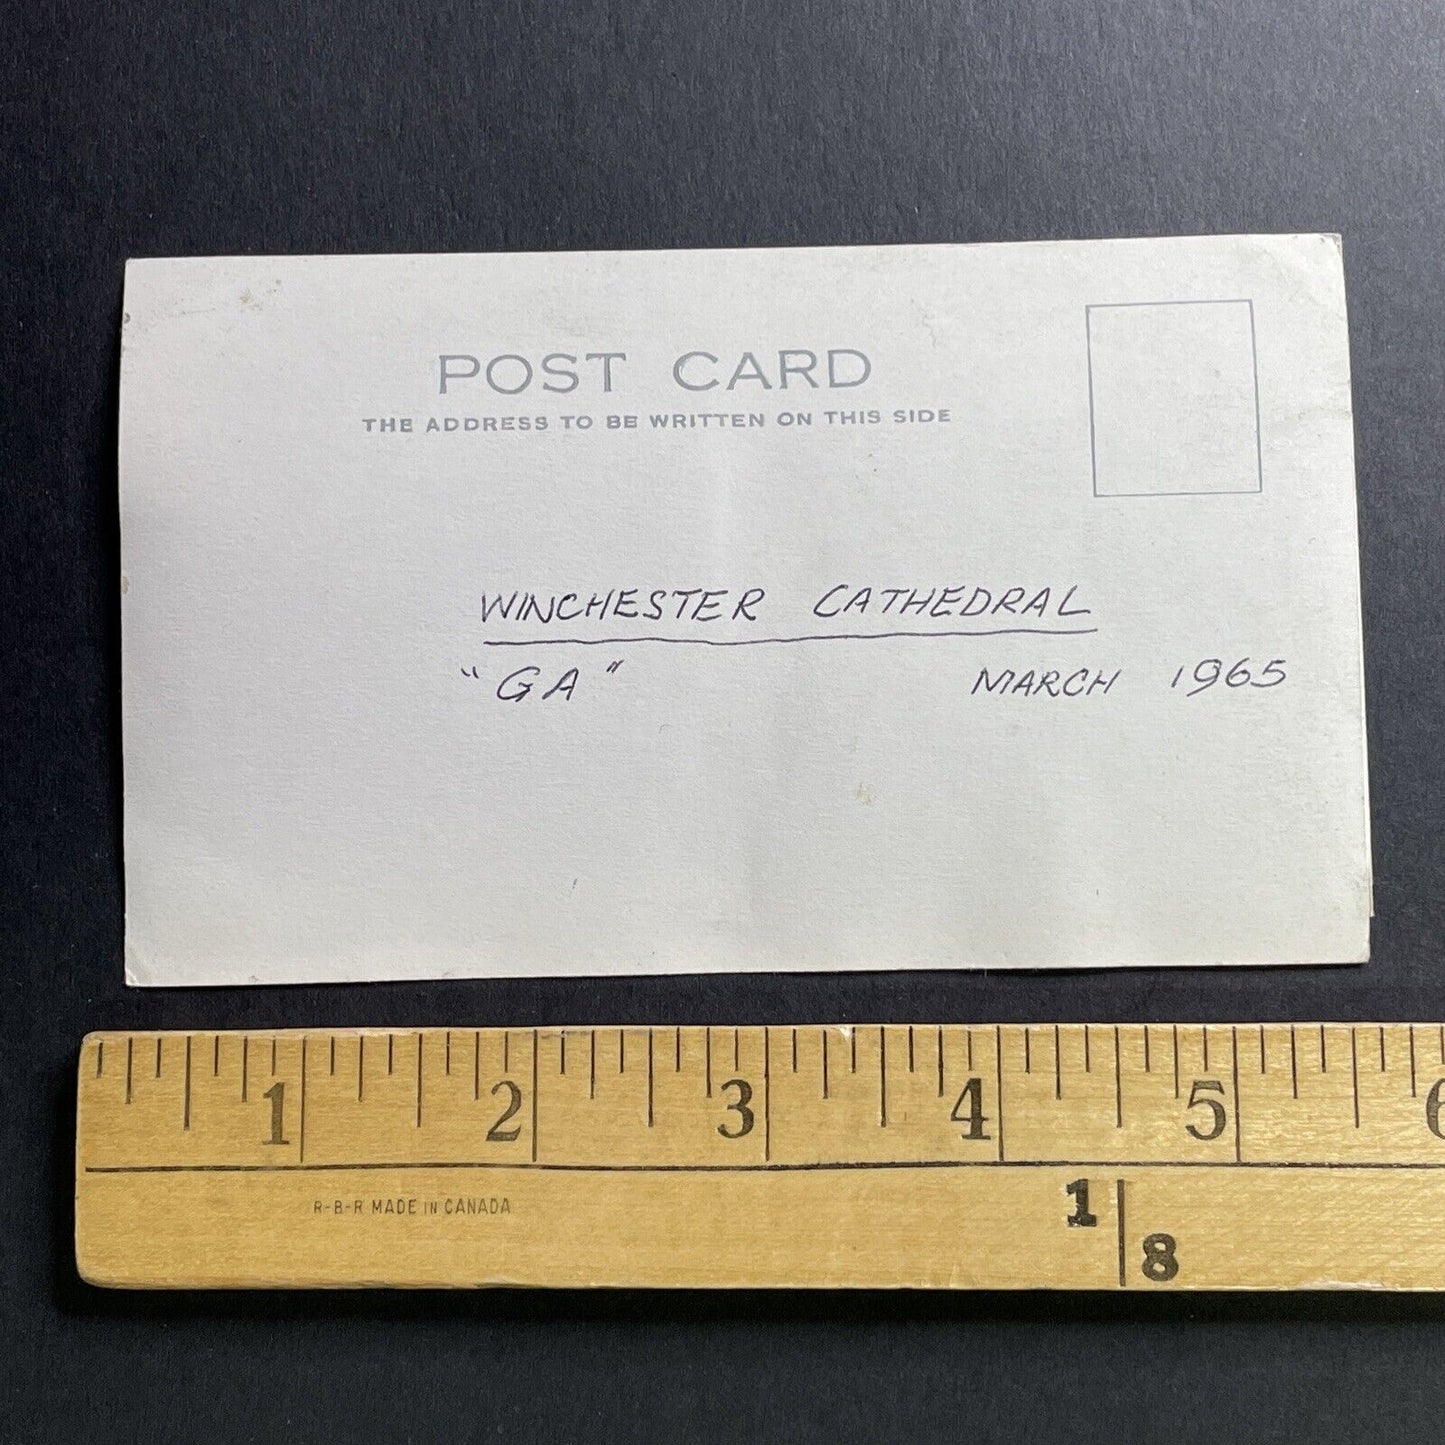 POST CARD
THE ADDRESS TO BE WRITTEN ON THIS SIDE
WINCHESTER CATHEDRAL
"GA" MARCH 1965
1 2 3 4 5 6
R-B-R MADE IN CANADA
1
8